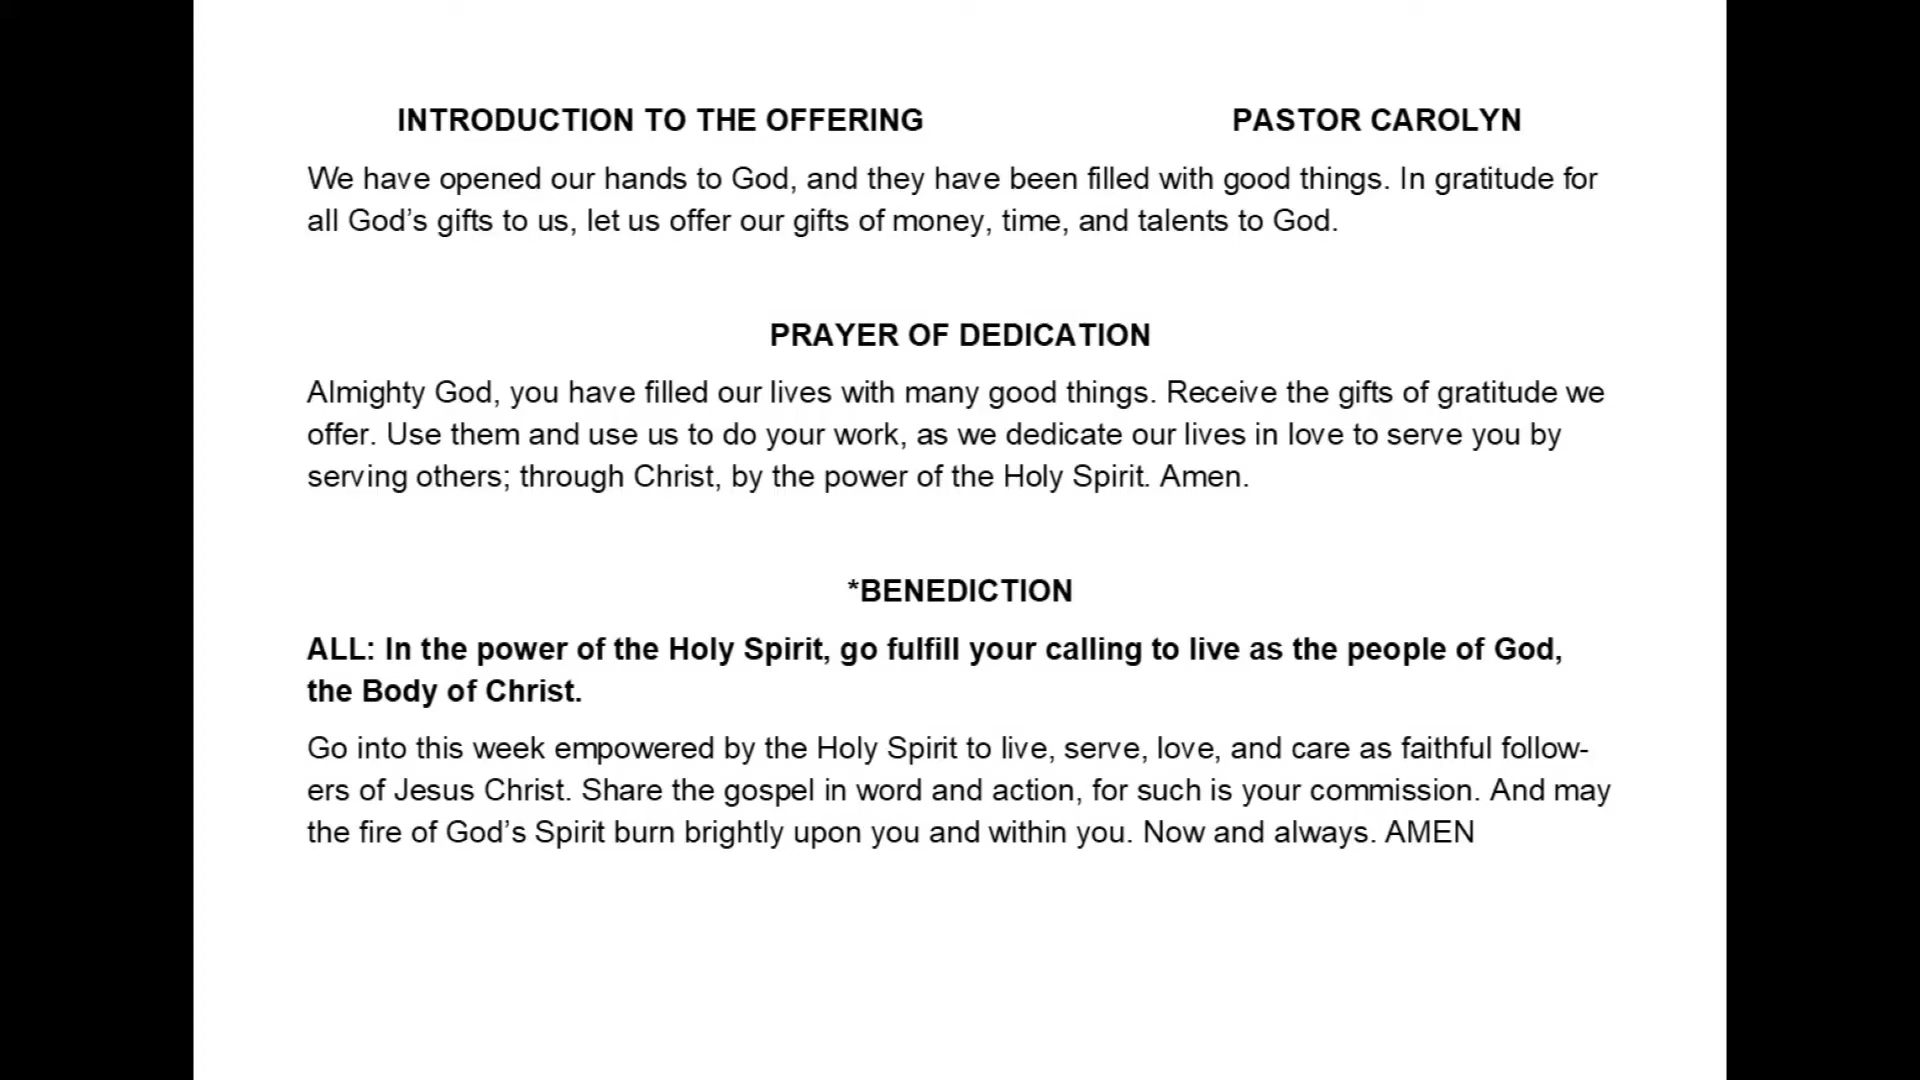 INTRODUCTION TO THE OFFERING PASTOR CAROLYN
We have opened our hands to God, and they have been filled with good things. In gratitude for
all God’s gifts to us, let us offer our gifts of money, time, and talents to God.
PRAYER OF DEDICATION
Almighty God, you have filled our lives with many good things. Receive the gifts of gratitude we
offer. Use them and use us to do your work, as we dedicate our lives in love to serve you by
serving others; through Christ, by the power of the Holy Spirit. Amen.
*BENEDICTION
ALL: In the power of the Holy Spirit, go fulfill your calling to live as the people of God,
the Body of Christ.
Go into this week empowered by the Holy Spirit to live, serve, love, and care as faithful follow-
ers of Jesus Christ. Share the gospel in word and action, for such is your commission. And may
the fire of God’s Spirit burn brightly upon you and within you. Now and always. AMEN